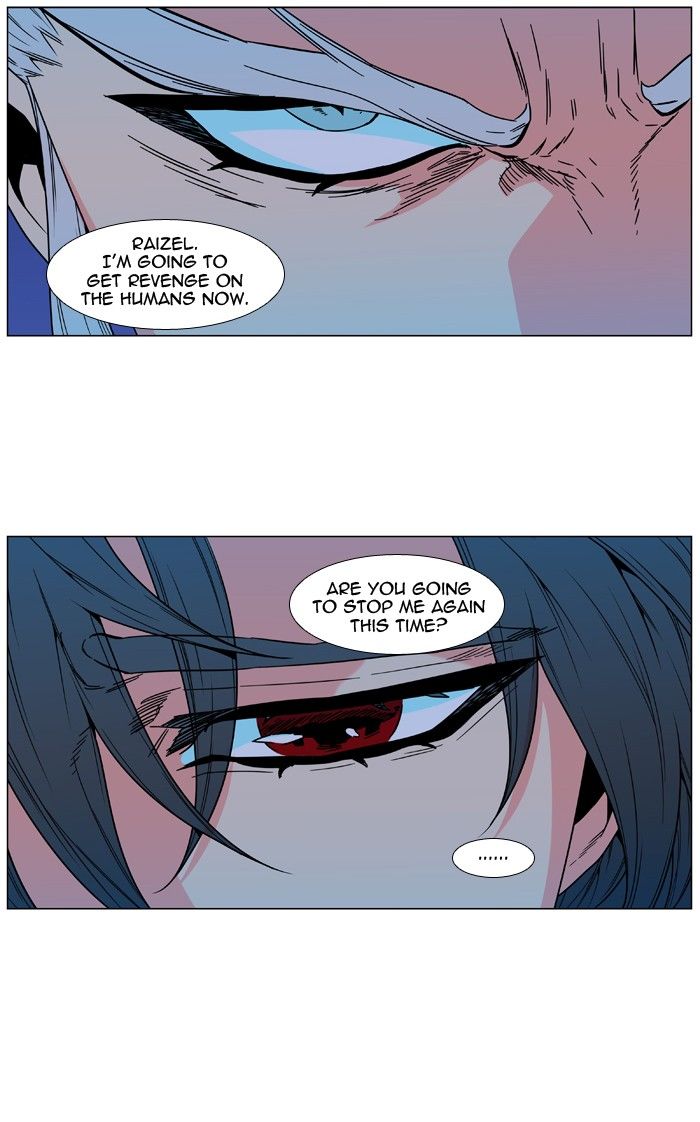 RAIZEL.
I'M GOING TO
GET REVENGE ON
THE HUMANS NOW.
ARE YOU GOING
TO STOP ME AGAIN
THIS TIME?
......